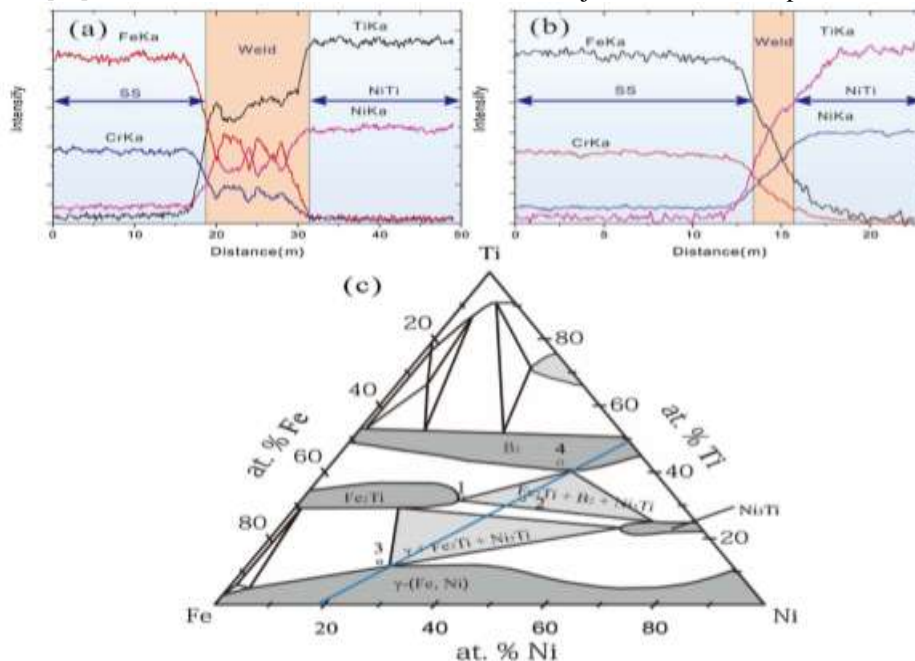 (a)
FeKa
Weld
TiKa
SS
NiTi
NiKa
CrKa
Intensify
0 10 20 30 40 50
Distance(m)
(b)
FeKa
Weld
TiKa
SS
NiTi
NiKa
CrKa
Intensify
0 5 10 15 20
Distance(m)
(c)
Ti
20
80
40
60
at. % Fe
at. % Ti
60
B₂
4
40
80
Fe₂Ti
1
Fe₂Ti + B₂ + Ni₃Ti
2
Ni₃Ti
20
3
γ + Fe₂Ti + Ni₃Ti
γ-(Fe, Ni)
Fe
Ni
20 40 60 80
at. % Ni